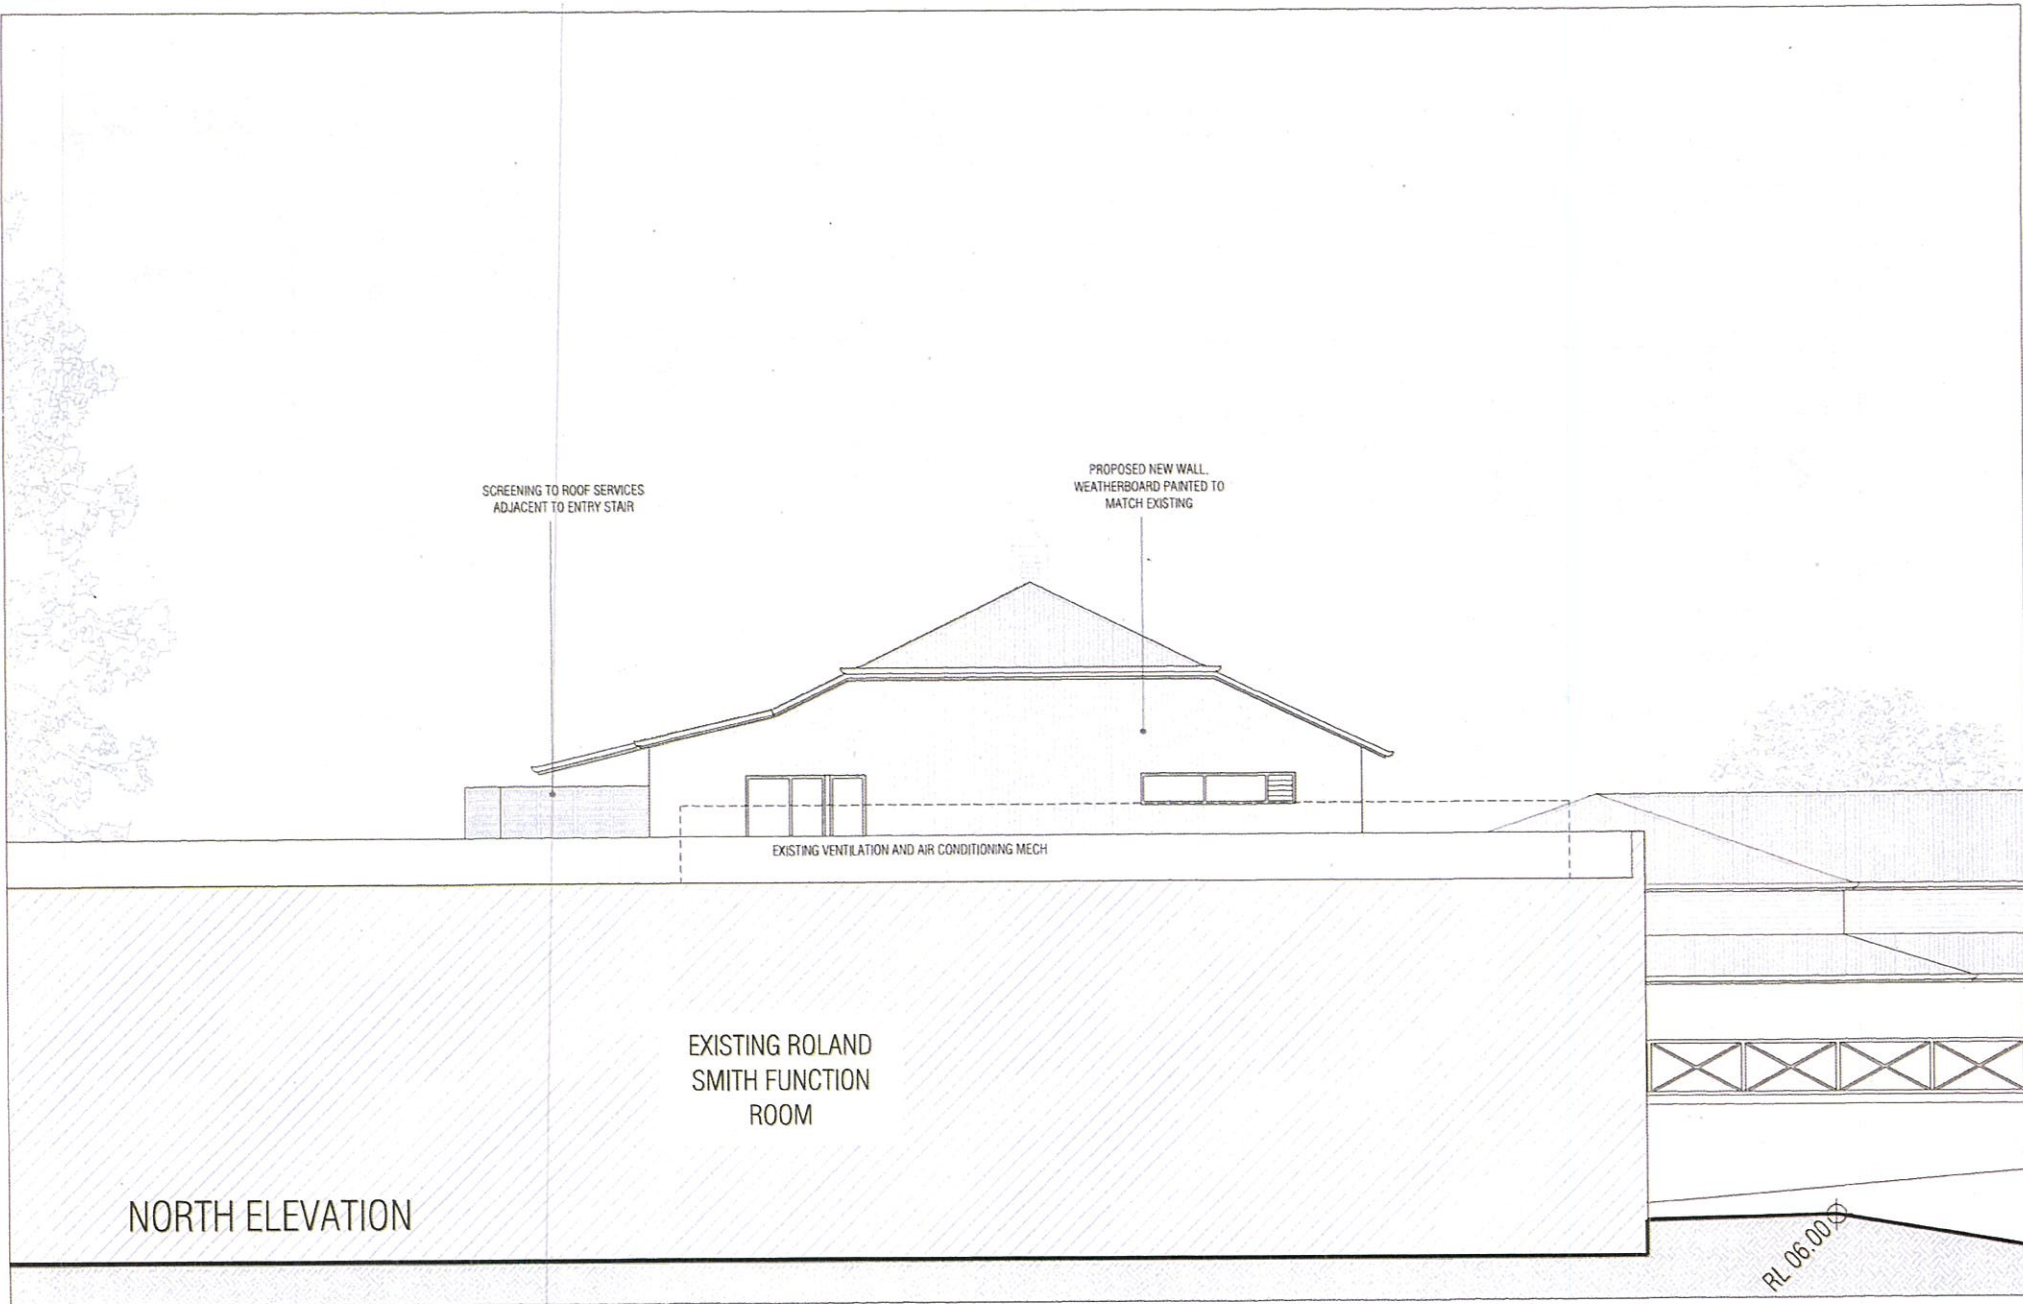 SCREENING TO ROOF SERVICES
ADJACENT TO ENTRY STAIR
PROPOSED NEW WALL.
WEATHERBOARD PAINTED TO
MATCH EXISTING
EXISTING VENTILATION AND AIR CONDITIONING MECH
EXISTING ROLAND
SMITH FUNCTION
ROOM
NORTH ELEVATION
RL 06.00